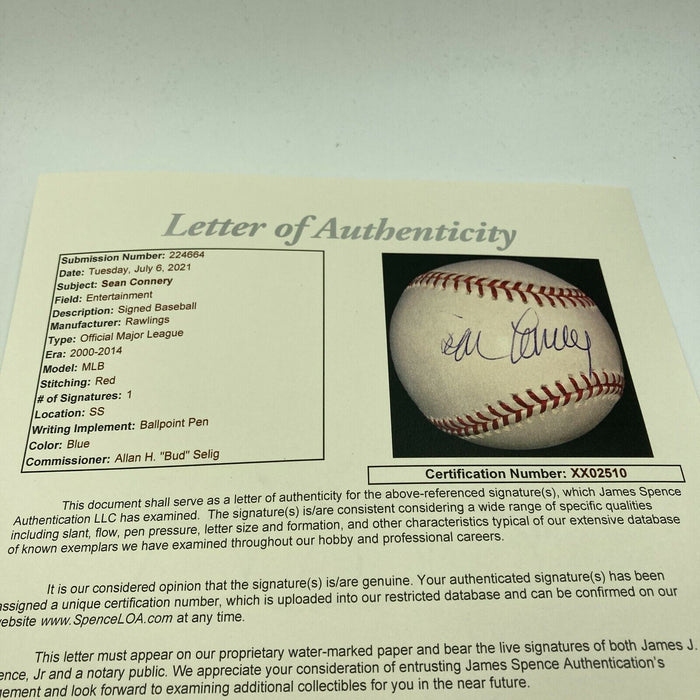 Letter of Authenticity
Submission Number: 224664
Date: Tuesday, July 6, 2021
Subject: Sean Connery
Field: Entertainment
Description: Signed Baseball
Manufacturer: Rawlings
Type: Official Major League
Era: 2000-2014
Model: MLB
Stitching: Red
# of Signatures: 1
Location: SS
Writing Implement: Ballpoint Pen
Color: Blue
Commissioner: Allan H. "Bud" Selig
Sean Connery
Certification Number: XX02510
This document shall serve as a letter of authenticity for the above-referenced signature(s), which James Spence
Authentication LLC has examined. The signature(s) is/are consistent considering a wide range of specific qualities
including slant, flow, pen pressure, letter size and formation, and other characteristics typical of our extensive database
of known exemplars we have examined throughout our hobby and professional careers.
It is our considered opinion that the signature(s) is/are genuine. Your authenticated signature(s) has been
assigned a unique certification number, which is uploaded into our restricted database and can be confirmed on our
website www.SpenceLOA.com at any time.
This letter must appear on our proprietary water-marked paper and bear the live signatures of both James J.
ence, Jr and a notary public. We appreciate your consideration of entrusting James Spence Authentication's
gement and look forward to examining additional collectibles for you in the near future.